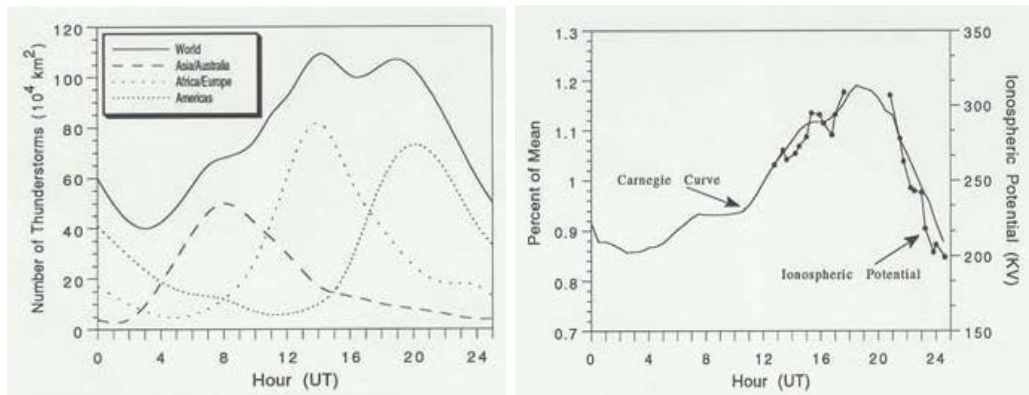 Number of Thunderstorms (10⁴ km²)
120
100
80
60
40
20
0
World
Asia/Australia
Africa/Europe
Americas
0 4 8 12 16 20 24
Hour (UT)
Percent of Mean
1.3
1.2
1.1
1
0.9
0.8
0.7
Carnegie Curve
Ionospheric Potential
0 4 8 12 16 20 24
Hour (UT)
350
300
250
200
150
Ionospheric Potential (KV)